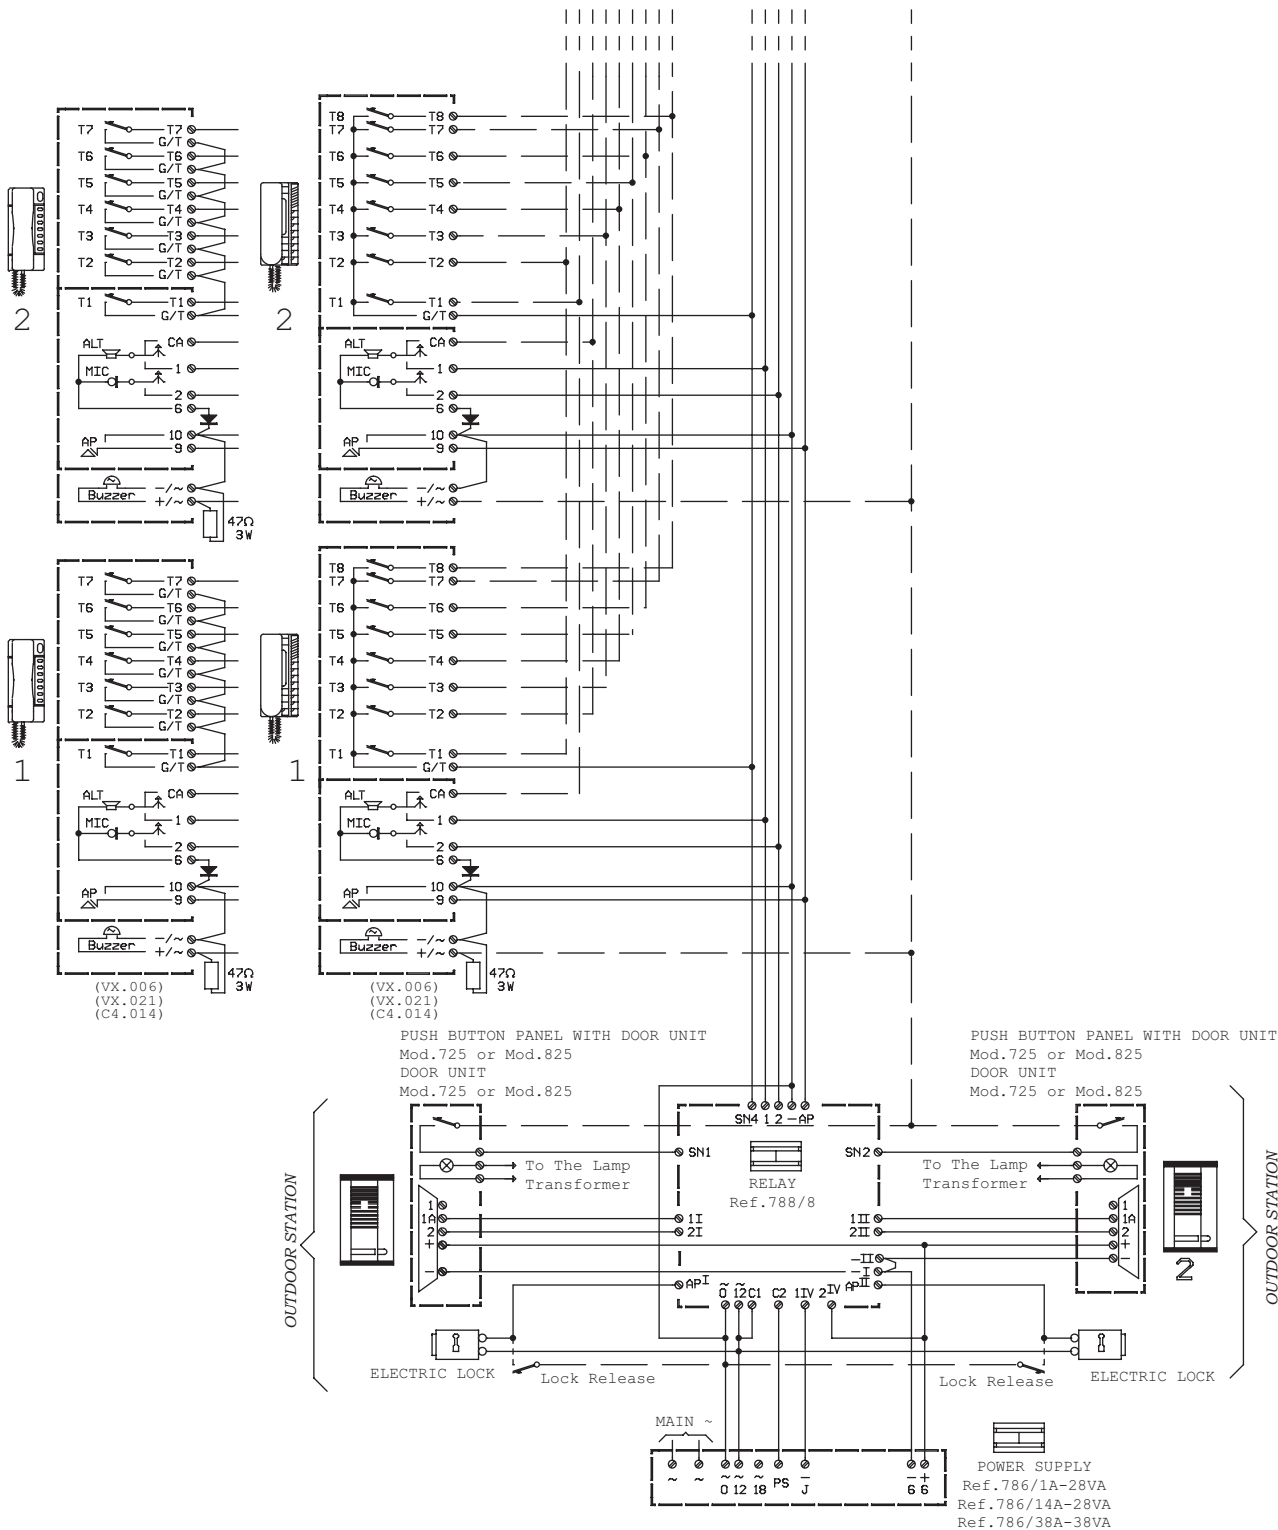 T7 T7
G/T
T6 T6
G/T
T5 T5
G/T
T4 T4
G/T
T3 T3
G/T
T2 T2
G/T
T1 T1
G/T
ALT CA
MIC 1
2
6
AP 10
9
Buzzer -/~
+/~
47Ω
3W
2
T8 T8
T7 T7
T6 T6
T5 T5
T4 T4
T3 T3
T2 T2
T1 T1
G/T
ALT CA
MIC 1
2
6
AP 10
9
Buzzer -/~
+/~
2
T7 T7
G/T
T6 T6
G/T
T5 T5
G/T
T4 T4
G/T
T3 T3
G/T
T2 T2
G/T
T1 T1
G/T
ALT CA
MIC 1
2
6
AP 10
9
Buzzer -/~
+/~
47Ω
3W
1
(VX.006)
(VX.021)
(C4.014)
T8 T8
T7 T7
T6 T6
T5 T5
T4 T4
T3 T3
T2 T2
T1 T1
G/T
ALT CA
MIC 1
2
6
AP 10
9
Buzzer -/~
+/~
47Ω
3W
1
(VX.006)
(VX.021)
(C4.014)
PUSH BUTTON PANEL WITH DOOR UNIT
Mod.725 or Mod.825
DOOR UNIT
Mod.725 or Mod.825
PUSH BUTTON PANEL WITH DOOR UNIT
Mod.725 or Mod.825
DOOR UNIT
Mod.725 or Mod.825
OUTDOOR STATION
To The Lamp
Transformer
1
1A
2
+
-
SN4 1 2 - AP
SN1 SN2
RELAY
Ref.788/8
1I 1II
2I 2II
-II
-I
API APII
~ ~
0 12 C1 C2 1IV 2IV
To The Lamp
Transformer
1
1A
2
+
-
2
OUTDOOR STATION
ELECTRIC LOCK
Lock Release
Lock Release
ELECTRIC LOCK
MAIN ~
~ ~ ~ ~ ~ PS - - +
0 12 18 J 6 6
POWER SUPPLY
Ref.786/1A-28VA
Ref.786/14A-28VA
Ref.786/38A-38VA